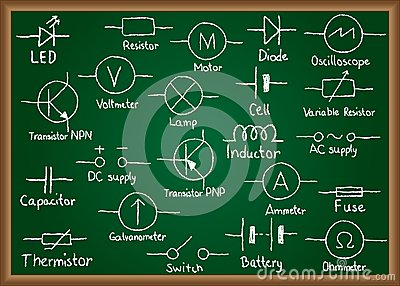 LED
Resistor
M
Motor
Diode
Oscilloscope
V
Voltmeter
Lamp
Cell
Variable Resistor
Transistor NPN
DC supply
Transistor PNP
Inductor
AC supply
Capacitor
Galvanometer
A
Ammeter
Fuse
Thermistor
Switch
Battery
Ω
Ohmmeter
dreamstime